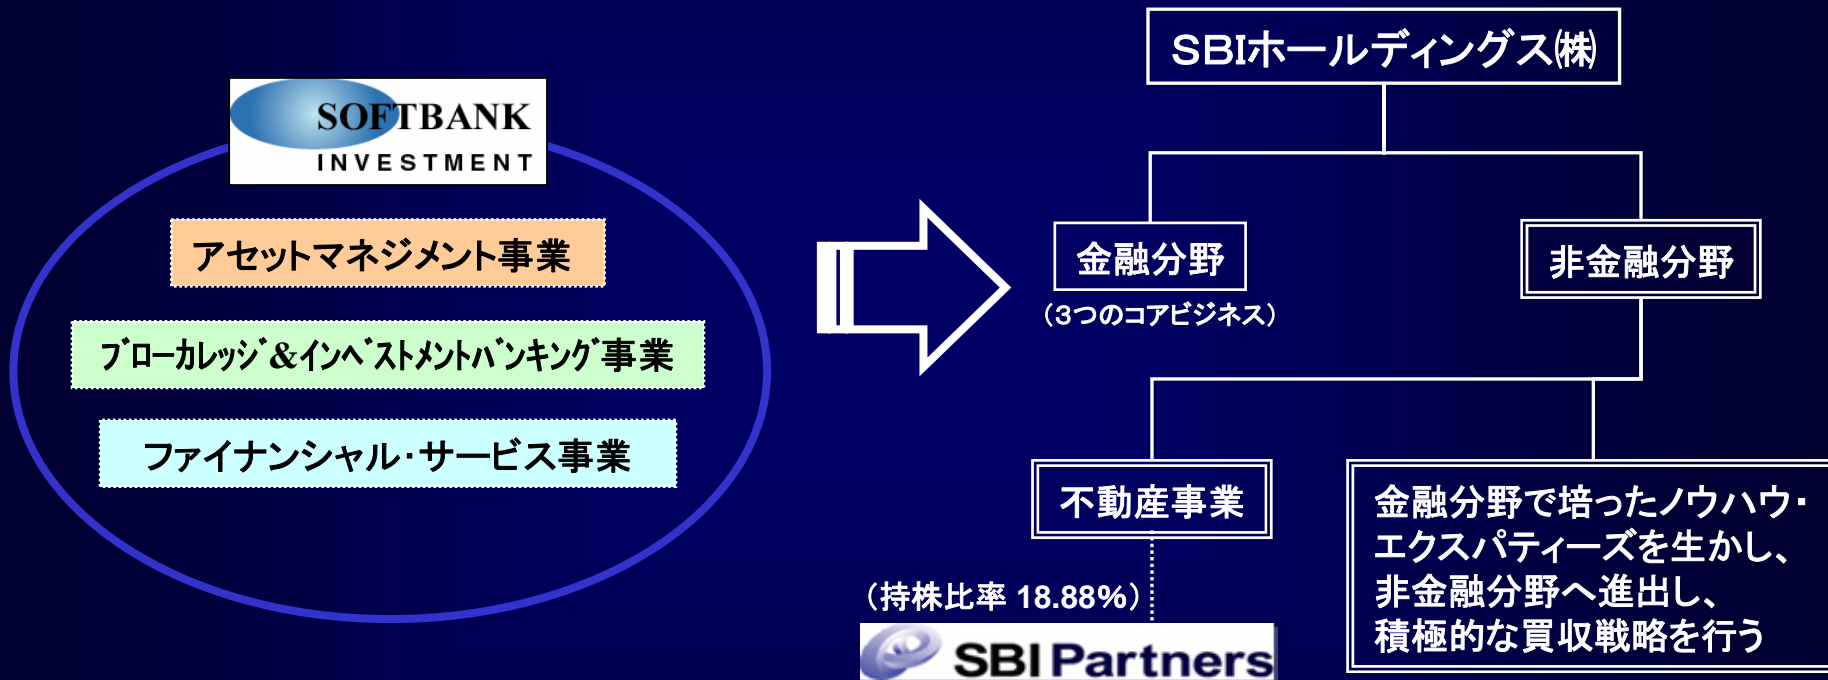 SOFTBANK
INVESTMENT
アセットマネジメント事業
ﾌﾞﾛｰｶﾚｯｼﾞ&ｲﾝﾍﾞｽﾄﾒﾝﾄﾊﾞﾝｷﾝｸﾞ事業
ファイナンシャル・サービス事業
SBIホールディングス㈱
金融分野
（3つのコアビジネス）
非金融分野
不動産事業
（持株比率 18.88%）
SBI Partners
金融分野で培ったノウハウ・
エクスパティーズを生かし、
非金融分野へ進出し、
積極的な買収戦略を行う